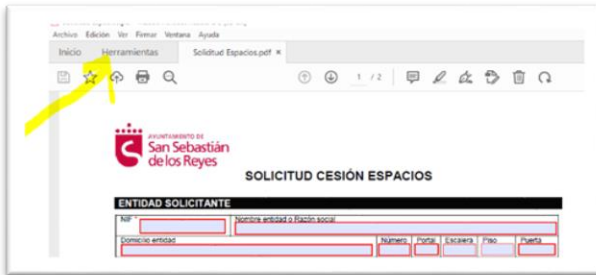 Archivo Edición Ver Firmar Ventana Ayuda
Inicio Herramientas Solicitud Espacios.pdf ×
1 / 2
AYUNTAMIENTO DE
San Sebastián
de los Reyes
SOLICITUD CESIÓN ESPACIOS
ENTIDAD SOLICITANTE
NIF * Nombre entidad o Razón social
Domicilio entidad Número Portal Escalera Piso Puerta